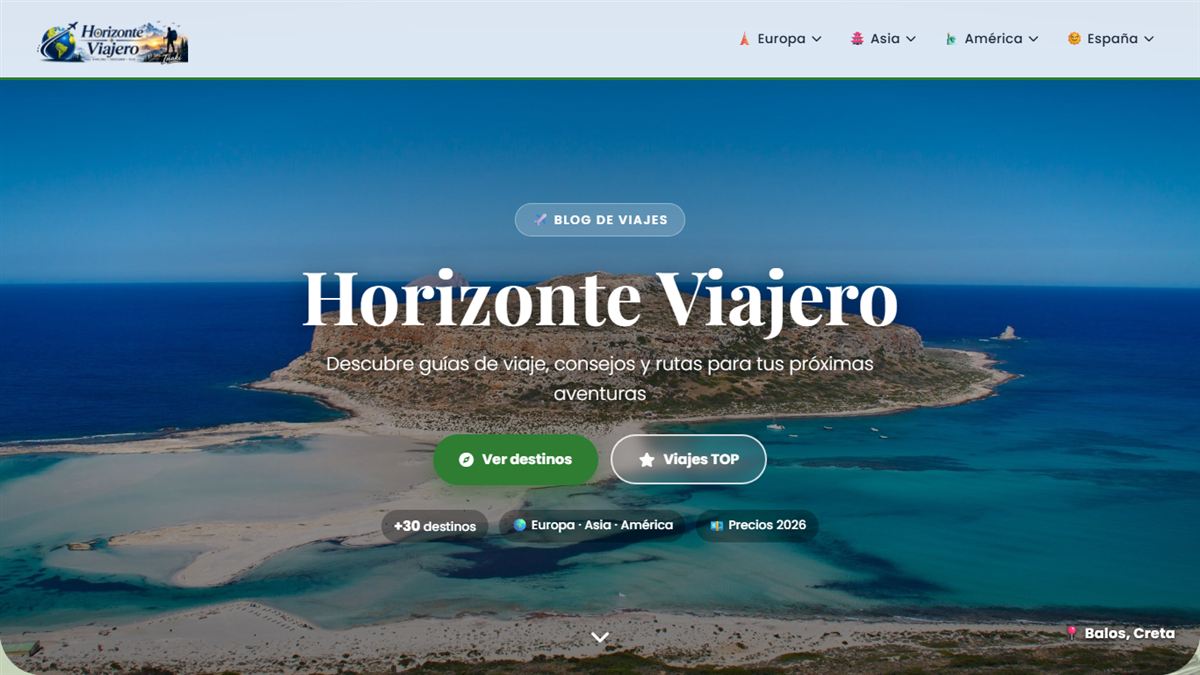 Horizonte
Viajero
Europa
Asia
América
España
BLOG DE VIAJES
Horizonte Viajero
Descubre guías de viaje, consejos y rutas para tus próximas
aventuras
Ver destinos
Viajes TOP
+30 destinos
Europa · Asia · América
Precios 2026
Balos, Creta